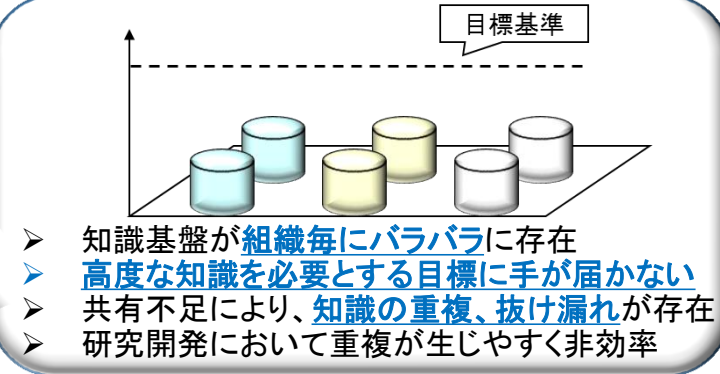 目標基準
➢ 知識基盤が組織毎にバラバラに存在
➢ 高度な知識を必要とする目標に手が届かない
➢ 共有不足により、知識の重複、抜け漏れが存在
➢ 研究開発において重複が生じやすく非効率